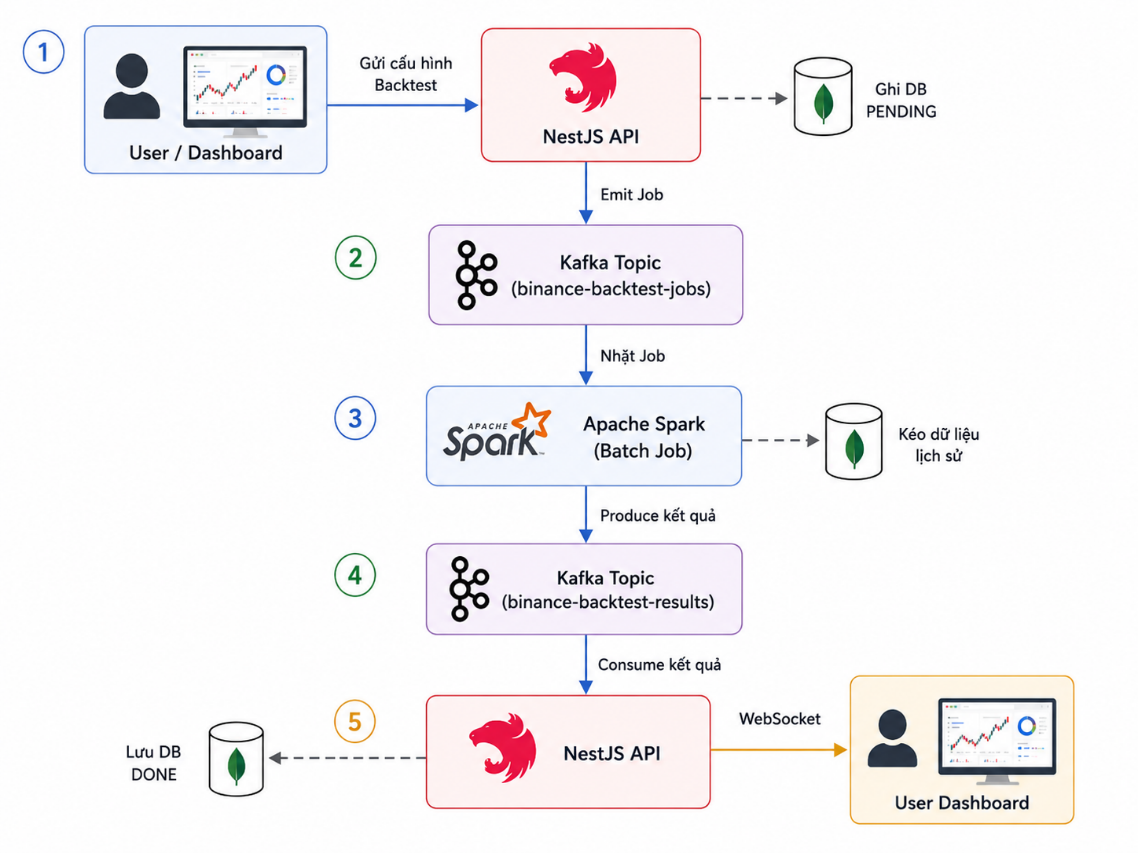 1
User / Dashboard
Gửi cấu hình
Backtest
NestJS API
Ghi DB
PENDING
Emit Job
2
Kafka Topic
(binance-backtest-jobs)
Nhặt Job
3
APACHE
Spark
Apache Spark
(Batch Job)
Kéo dữ liệu
lịch sử
Produce kết quả
4
Kafka Topic
(binance-backtest-results)
Consume kết quả
5
NestJS API
Lưu DB
DONE
WebSocket
User Dashboard